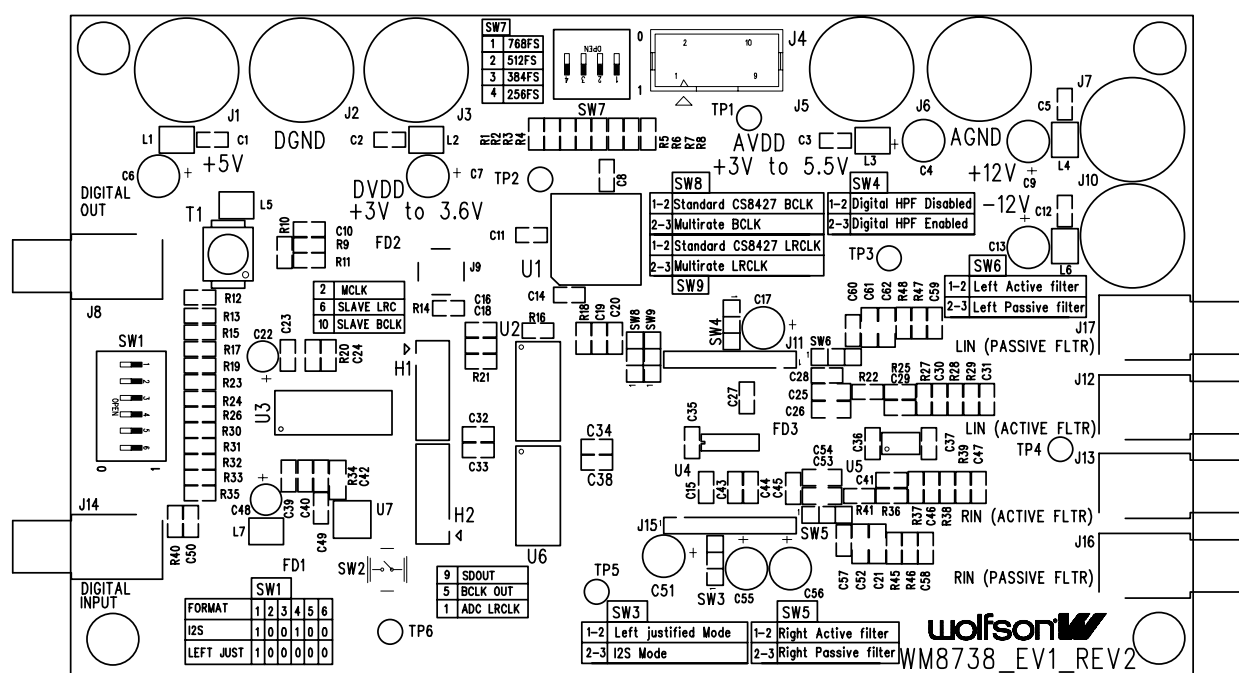 SW7
1 768FS
2 512FS
3 384FS
4 256FS
0
1
OPEN
4 3 2 1
SW7
2 10
1 9
J4
J1
J2
J3
J5
J6
J7
L1
C1
+5V
DGND
C2
L2
C6
C7
DVDD
+3V to 3.6V
R1
R2
R3
R4
R5
R6
R7
R8
TP1
TP2
AVDD
+3V to 5.5V
C3
L3
C4
AGND
+12V
C5
L4
C9
J10
-12V
C12
C13
L6
DIGITAL
OUT
T1
L5
R10
C10
R9
R11
FD2
J9
C8
C11
U1
C14
SW8
1-2 Standard CS8427 BCLK
2-3 Multirate BCLK
1-2 Standard CS8427 LRCLK
2-3 Multirate LRCLK
SW9
SW4
1-2 Digital HPF Disabled
2-3 Digital HPF Enabled
TP3
SW6
1-2 Left Active filter
2-3 Left Passive filter
2 MCLK
6 SLAVE LRC
10 SLAVE BCLK
R14
C16
C18
U2
R16
R18
C19
C20
SW8
SW9
SW4
C17
J11
SW6
C60
C61
C62
R48
R47
C59
J17
LIN (PASSIVE FLTR)
J8
R12
R13
R15
R17
R19
R23
R24
R26
R30
R31
R32
R33
R35
C22
C23
R20
C24
H1
R21
SW1
OPEN
1
2
3
4
5
6
0 1
U3
C32
C33
C34
C38
C27
C28
C25
C26
R22
R25
C29
R27
C30
R28
R29
C31
J12
LIN (ACTIVE FLTR)
FD3
C35
U4
C36
U5
C37
TP4
J13
R39
C47
C54
C53
C41
C15
C43
C44
C45
R41
R36
R37
C46
R38
RIN (ACTIVE FLTR)
J14
C48
C39
C40
R34
C42
C49
U7
L7
R40
C50
H2
U6
J15
SW5
J16
RIN (PASSIVE FLTR)
FD1
SW2
C51
SW3
C55
C56
C57
C52
C21
R45
R46
C58
TP5
TP6
DIGITAL
INPUT
SW1
FORMAT 1 2 3 4 5 6
I2S 1 0 0 1 0 0
LEFT JUST 1 0 0 0 0 0
9 SDOUT
5 BCLK OUT
1 ADC LRCLK
SW3
1-2 Left justified Mode
2-3 I2S Mode
SW5
1-2 Right Active filter
2-3 Right Passive filter
wolfson
WM8738_EV1_REV2